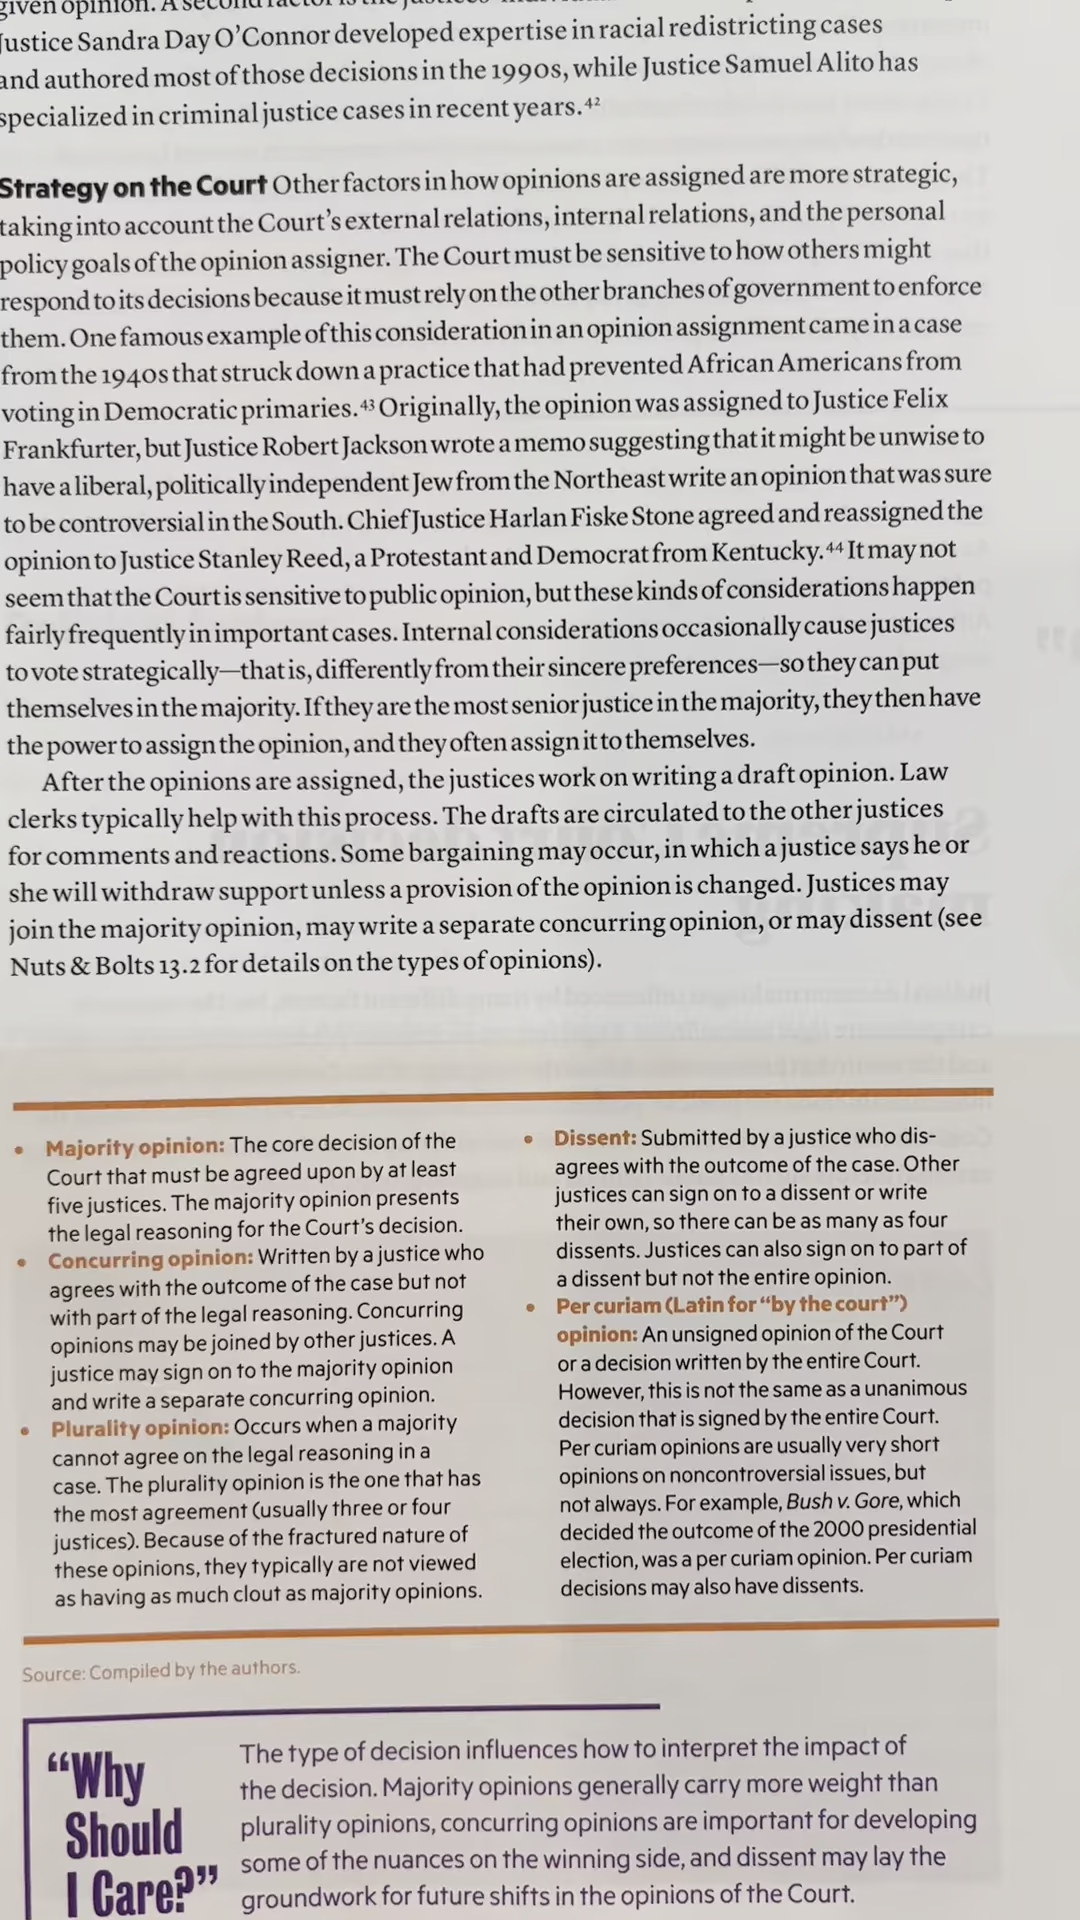 given opinion. A second factor is the justices'
Justice Sandra Day O'Connor developed expertise in racial redistricting cases
and authored most of those decisions in the 1990s, while Justice Samuel Alito has
specialized in criminal justice cases in recent years.42
Strategy on the Court Other factors in how opinions are assigned are more strategic,
taking into account the Court's external relations, internal relations, and the personal
policy goals of the opinion assigner. The Court must be sensitive to how others might
respond to its decisions because it must rely on the other branches of government to enforce
them. One famous example of this consideration in an opinion assignment came in a case
from the 1940s that struck down a practice that had prevented African Americans from
voting in Democratic primaries.43 Originally, the opinion was assigned to Justice Felix
Frankfurter, but Justice Robert Jackson wrote a memo suggesting that it might be unwise to
have a liberal, politically independent Jew from the Northeast write an opinion that was sure
to be controversial in the South. Chief Justice Harlan Fiske Stone agreed and reassigned the
opinion to Justice Stanley Reed, a Protestant and Democrat from Kentucky.44 It may not
seem that the Court is sensitive to public opinion, but these kinds of considerations happen
fairly frequently in important cases. Internal considerations occasionally cause justices
to vote strategically—that is, differently from their sincere preferences—so they can put
themselves in the majority. If they are the most senior justice in the majority, they then have
the power to assign the opinion, and they often assign it to themselves.
After the opinions are assigned, the justices work on writing a draft opinion. Law
clerks typically help with this process. The drafts are circulated to the other justices
for comments and reactions. Some bargaining may occur, in which a justice says he or
she will withdraw support unless a provision of the opinion is changed. Justices may
join the majority opinion, may write a separate concurring opinion, or may dissent (see
Nuts & Bolts 13.2 for details on the types of opinions).
• Majority opinion: The core decision of the
Court that must be agreed upon by at least
five justices. The majority opinion presents
the legal reasoning for the Court's decision.
• Concurring opinion: Written by a justice who
agrees with the outcome of the case but not
with part of the legal reasoning. Concurring
opinions may be joined by other justices. A
justice may sign on to the majority opinion
and write a separate concurring opinion.
• Plurality opinion: Occurs when a majority
cannot agree on the legal reasoning in a
case. The plurality opinion is the one that has
the most agreement (usually three or four
justices). Because of the fractured nature of
these opinions, they typically are not viewed
as having as much clout as majority opinions.
• Dissent: Submitted by a justice who dis-
agrees with the outcome of the case. Other
justices can sign on to a dissent or write
their own, so there can be as many as four
dissents. Justices can also sign on to part of
a dissent but not the entire opinion.
• Per curiam (Latin for "by the court")
opinion: An unsigned opinion of the Court
or a decision written by the entire Court.
However, this is not the same as a unanimous
decision that is signed by the entire Court.
Per curiam opinions are usually very short
opinions on noncontroversial issues, but
not always. For example, Bush v. Gore, which
decided the outcome of the 2000 presidential
election, was a per curiam opinion. Per curiam
decisions may also have dissents.
Source: Compiled by the authors.
"Why
Should
I Care?"
The type of decision influences how to interpret the impact of
the decision. Majority opinions generally carry more weight than
plurality opinions, concurring opinions are important for developing
some of the nuances on the winning side, and dissent may lay the
groundwork for future shifts in the opinions of the Court.